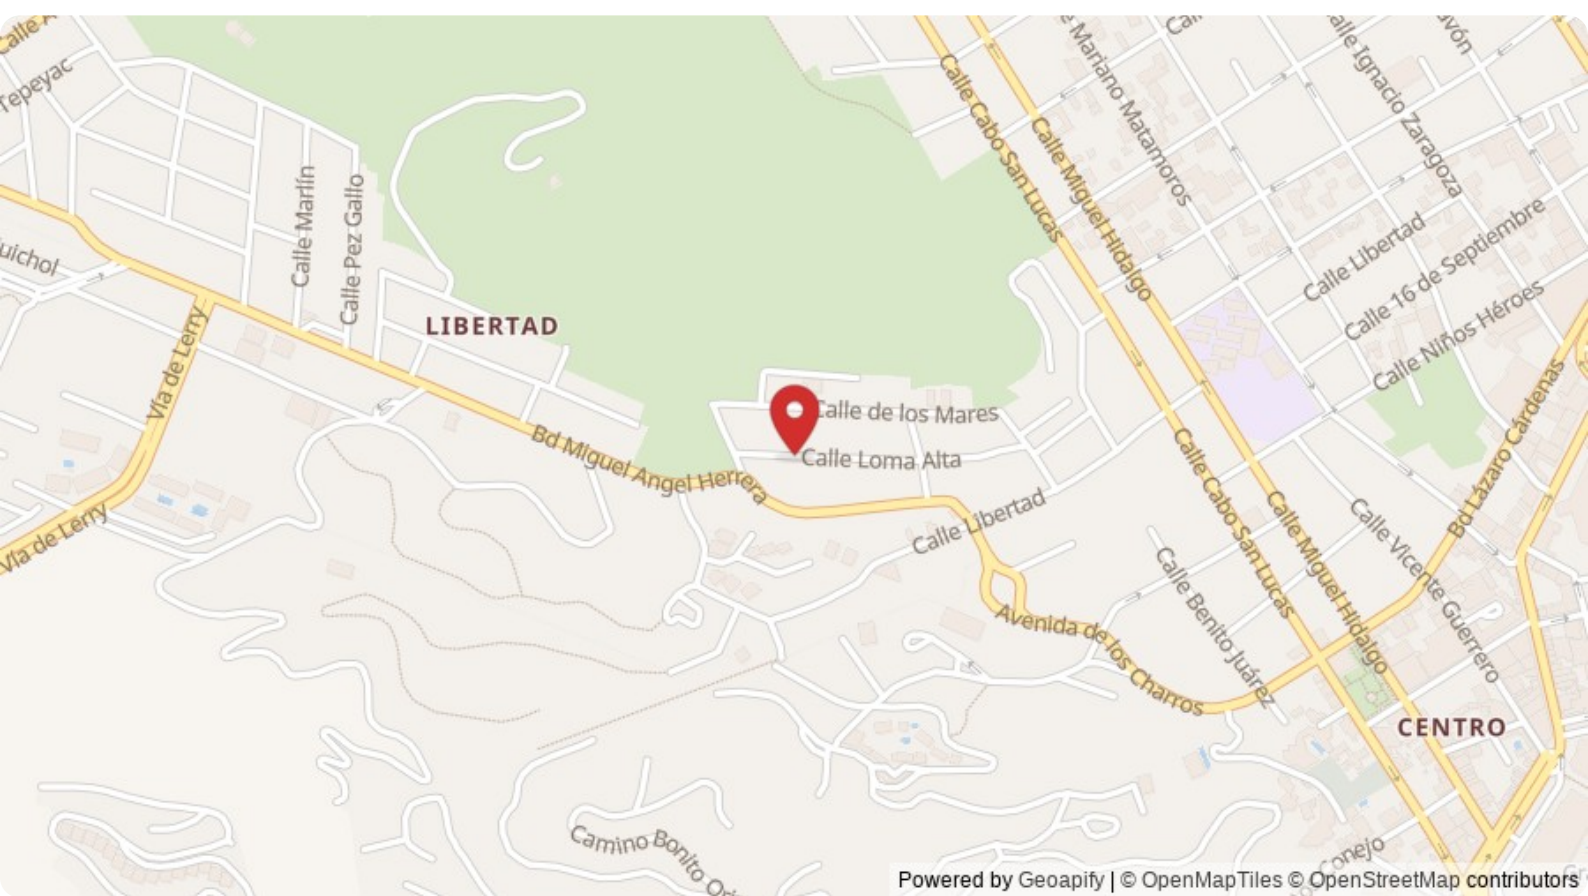 Calle
Tepeyac
Calle Marlín
Calle Pez Gallo
Vía de Lerry
LIBERTAD
Vía de Lerry
Bd Miguel Angel Herrera
Calle de los Mares
Calle Loma Alta
Calle Libertad
Avenida de los Charros
Calle Cabo San Lucas
Calle Miguel Hidalgo
Mariano Matamoros
Ignacio Zaragoza
Calle Libertad
Calle 16 de Septiembre
Calle Niños Héroes
Bd Lázaro Cárdenas
Calle Cabo San Lucas
Calle Miguel Hidalgo
Calle Vicente Guerrero
Calle Benito Juárez
CENTRO
Camino Bonito
Conejo
Powered by Geoapify | © OpenMapTiles © OpenStreetMap contributors